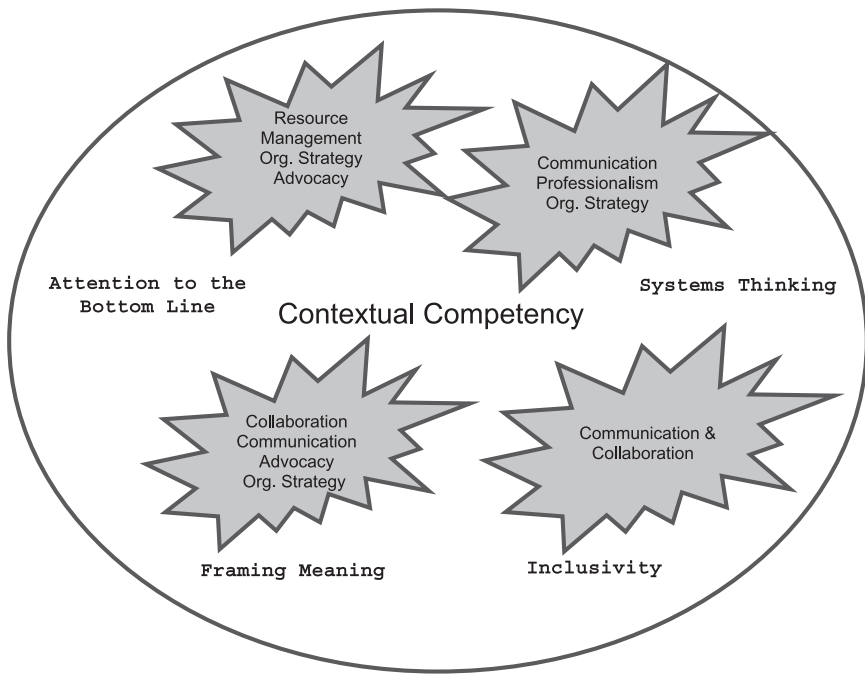 Resource
Management
Org. Strategy
Advocacy
Communication
Professionalism
Org. Strategy
Attention to the
Bottom Line
Systems Thinking
Contextual Competency
Collaboration
Communication
Advocacy
Org. Strategy
Communication &
Collaboration
Framing Meaning
Inclusivity